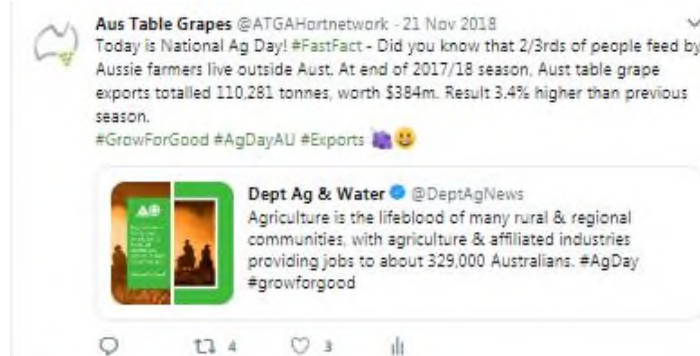 Aus Table Grapes @ATGAHortnetwork · 21 Nov 2018
Today is National Ag Day! #FastFact - Did you know that 2/3rds of people feed by
Aussie farmers live outside Aust. At end of 2017/18 season, Aust table grape
exports totalled 110,281 tonnes, worth $384m. Result 3.4% higher than previous
season.
#GrowForGood #AgDayAU #Exports
Dept Ag & Water @DeptAgNews
Agriculture is the lifeblood of many rural & regional
communities, with agriculture & affiliated industries
providing jobs to about 329,000 Australians. #AgDay
#growforgood
4 3